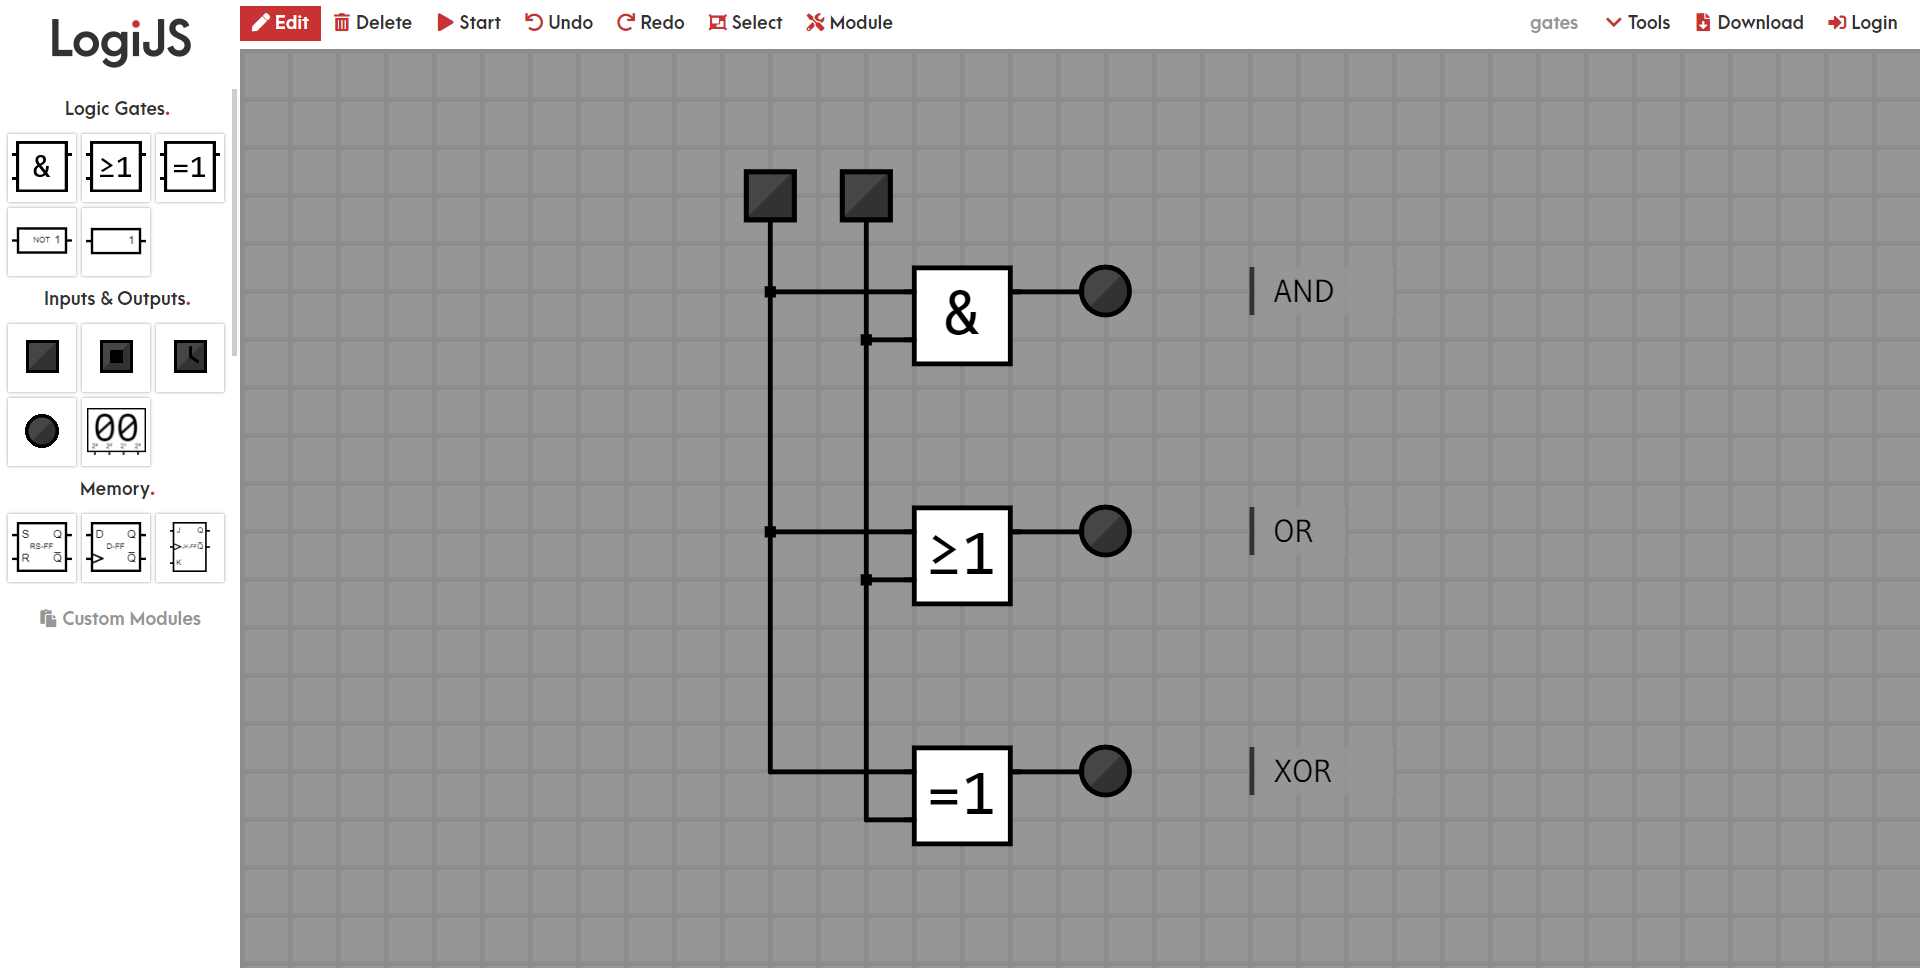 LogiJS
Edit Delete Start Undo Redo Select Module gates Tools Download Login
Logic Gates.
& ≥1 =1
NOT 1 1
Inputs & Outputs.
00
Memory.
S Q D Q J Q
RS-FF D-FF JK-FF Q
R Q Q K
Custom Modules
& AND
≥1 OR
=1 XOR